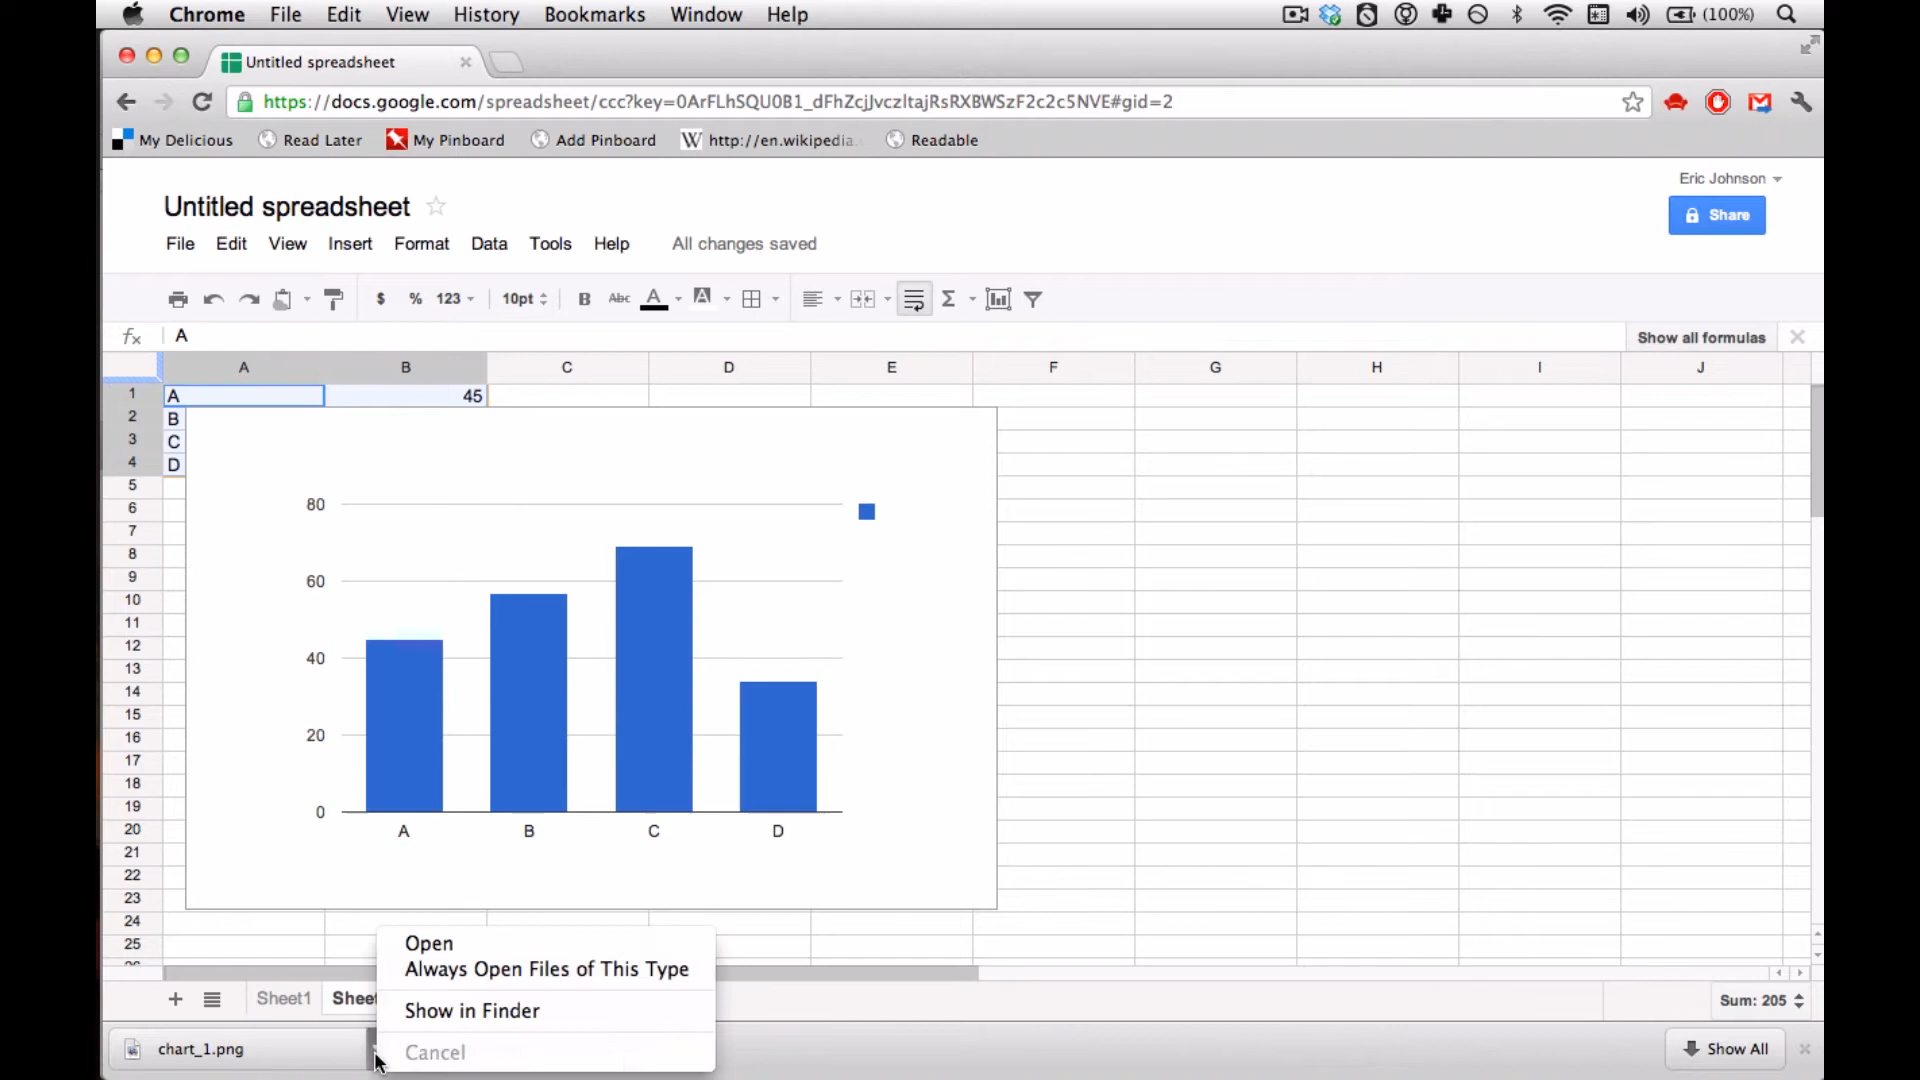 Chrome File Edit View History Bookmarks Window Help (100%)
Untitled spreadsheet
https://docs.google.com/spreadsheet/ccc?key=0ArFLhSQU0B1_dFhZcjJvczltajRsRXBWSzF2c2c5NVE#gid=2
My Delicious Read Later My Pinboard Add Pinboard W http://en.wikipedia. Readable
Eric Johnson
Untitled spreadsheet
Share
File Edit View Insert Format Data Tools Help All changes saved
$ % 123 10pt B Abc A A Σ
fx A Show all formulas
A B C D E F G H I J
1 A 45
2 B
3 C
4 D
5
6
7
8
9
10
11
12
13
14
15
16
17
18
19
20
21
22
23
24
25
80
60
40
20
0
A B C D
Open
Always Open Files of This Type
Show in Finder
Cancel
Sheet1 Sheet Sum: 205
chart_1.png Show All